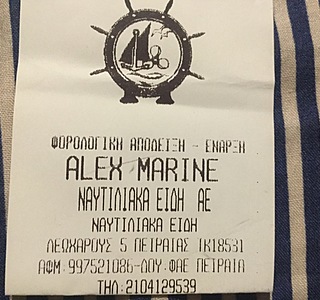 ΦΟΡΟΛΟΓΙΚΗ ΑΠΟΔΕΙΞΗ - ΕΝΑΡΞΗ
ALEX MARINE
ΝΑΥΤΙΛΙΑΚΑ ΕΙΔΗ ΑΕ
ΝΑΥΤΙΛΙΑΚΑ ΕΙΔΗ
ΛΕΩΧΑΡΟΥΣ 5 ΠΕΙΡΑΙΑΣ ΤΚ18531
ΑΦΜ:997521086-ΔΟΥ.ΦΑΕ ΠΕΙΡΑΙΑ
ΤΗΛ:2104129539